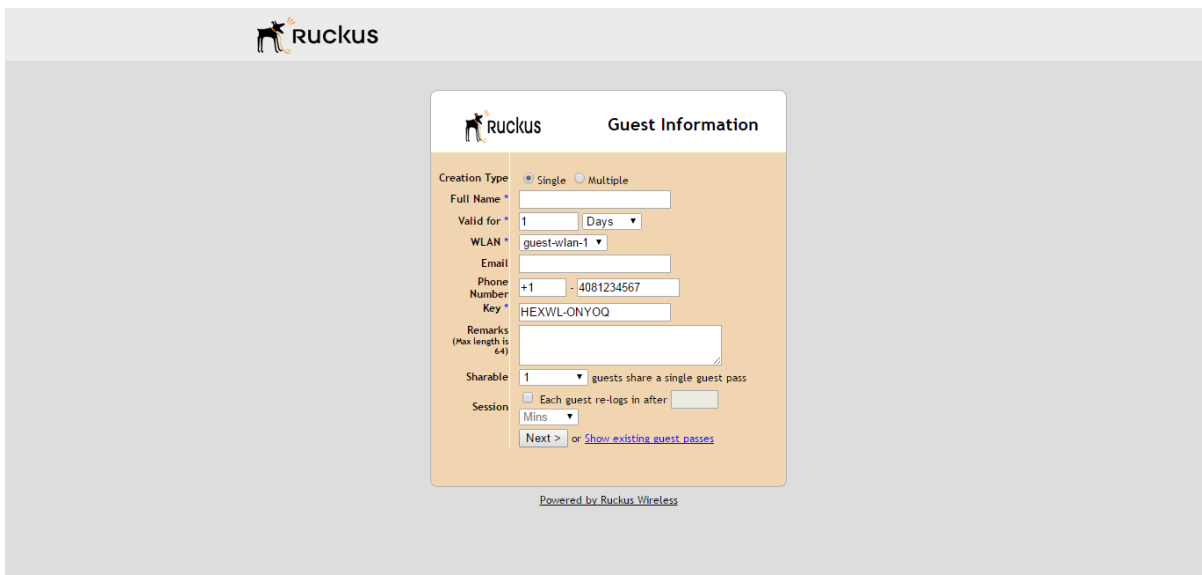 Ruckus
Ruckus Guest Information
Creation Type Single Multiple
Full Name *
Valid for * 1 Days
WLAN * guest-wlan-1
Email
Phone Number +1 - 4081234567
Key * HEXWL-ONYOQ
Remarks
(Max length is
64)
Sharable 1 guests share a single guest pass
Session Each guest re-logs in after
Mins
Next > or Show existing guest passes
Powered by Ruckus Wireless